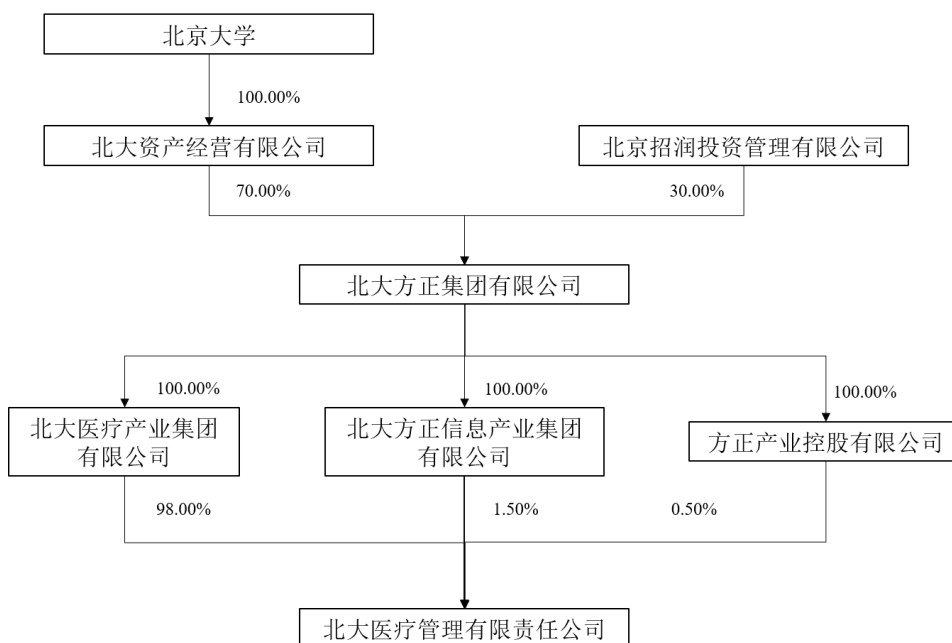 北京大学
100.00%
北大资产经营有限公司
北京招润投资管理有限公司
70.00%
30.00%
北大方正集团有限公司
100.00%
100.00%
100.00%
北大医疗产业集团
有限公司
北大方正信息产业集团
有限公司
方正产业控股有限公司
98.00%
1.50%
0.50%
北大医疗管理有限责任公司